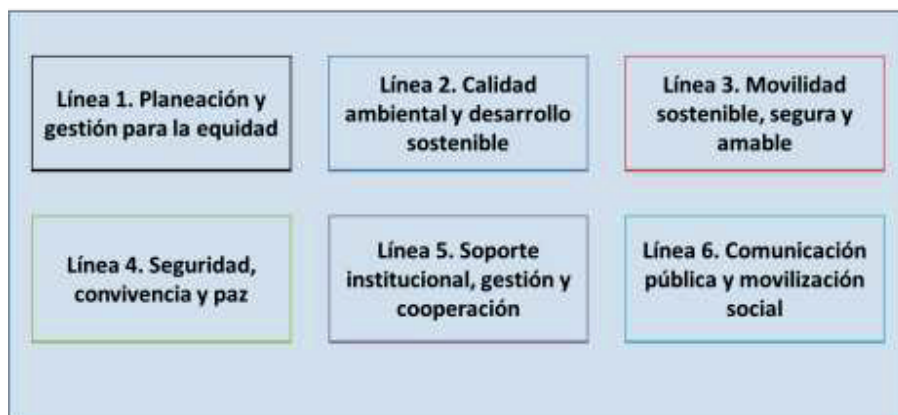 Línea 1. Planeación y
gestión para la equidad
Línea 2. Calidad
ambiental y desarrollo
sostenible
Línea 3. Movilidad
sostenible, segura y
amable
Línea 4. Seguridad,
convivencia y paz
Línea 5. Soporte
institucional, gestión y
cooperación
Línea 6. Comunicación
pública y movilización
social